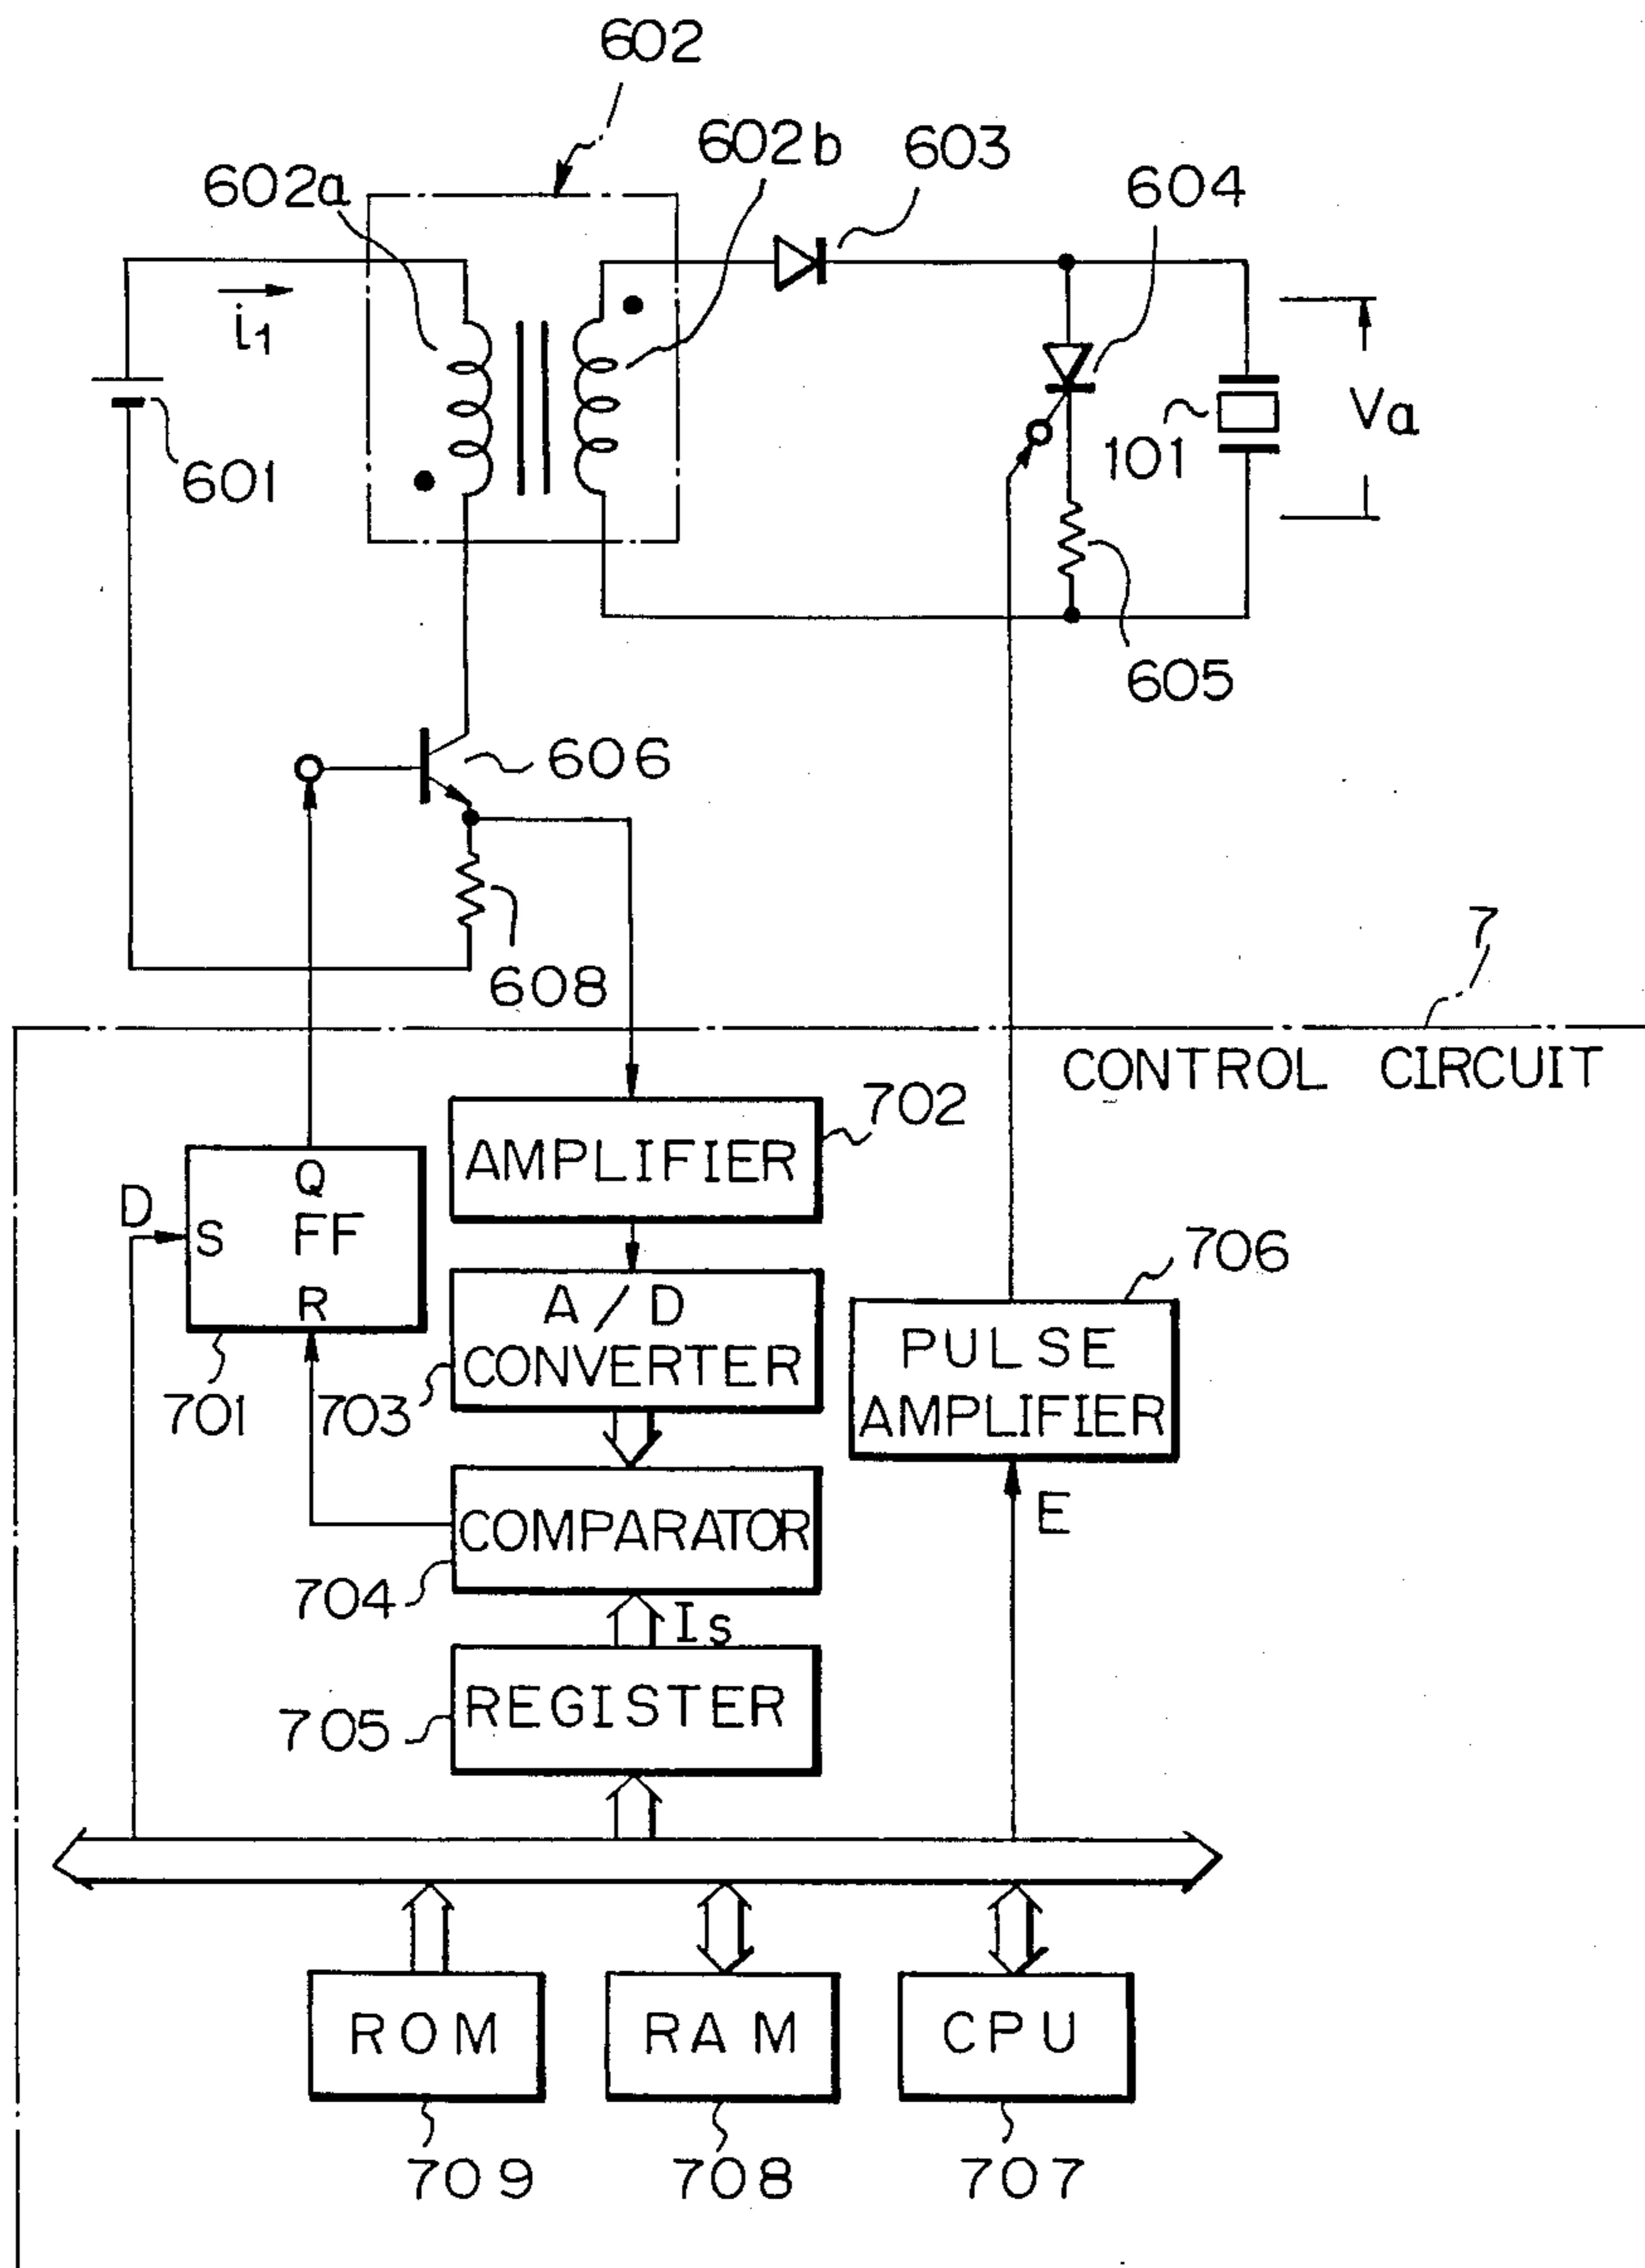 602
602b
603
602a
604
i1
601
101
Va
605
606
608
7
CONTROL CIRCUIT
702
AMPLIFIER
Q
D
S
FF
R
706
A/D
CONVERTER
PULSE
AMPLIFIER
701
703
E
COMPARATOR
704
Is
REGISTER
705
ROM
RAM
CPU
709
708
707